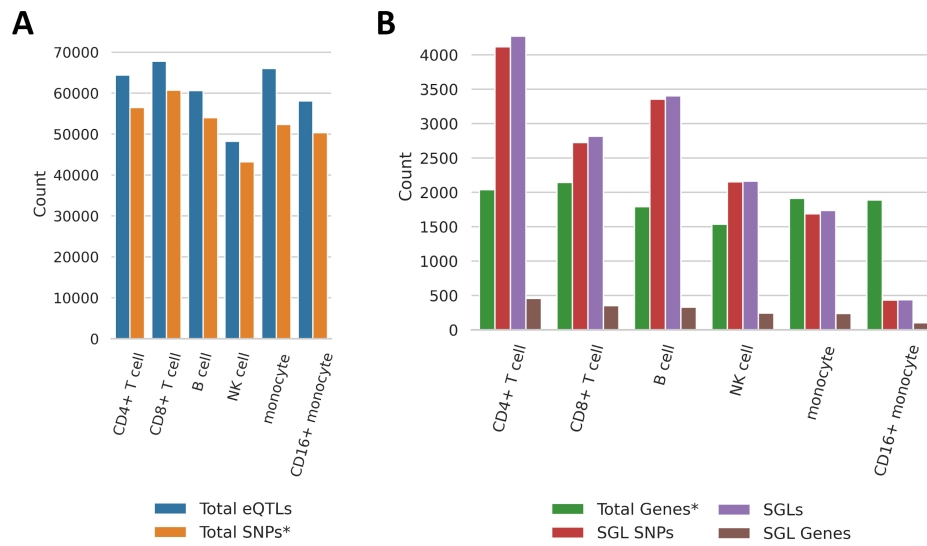 A
70000
60000
50000
40000
30000
20000
10000
0
Count
CD4+ T cell
CD8+ T cell
B cell
NK cell
monocyte
CD16+ monocyte
Total eQTLs
Total SNPs*
B
4000
3500
3000
2500
2000
1500
1000
500
0
Count
CD4+ T cell
CD8+ T cell
B cell
NK cell
monocyte
CD16+ monocyte
Total Genes*
SGL SNPs
SGLs
SGL Genes